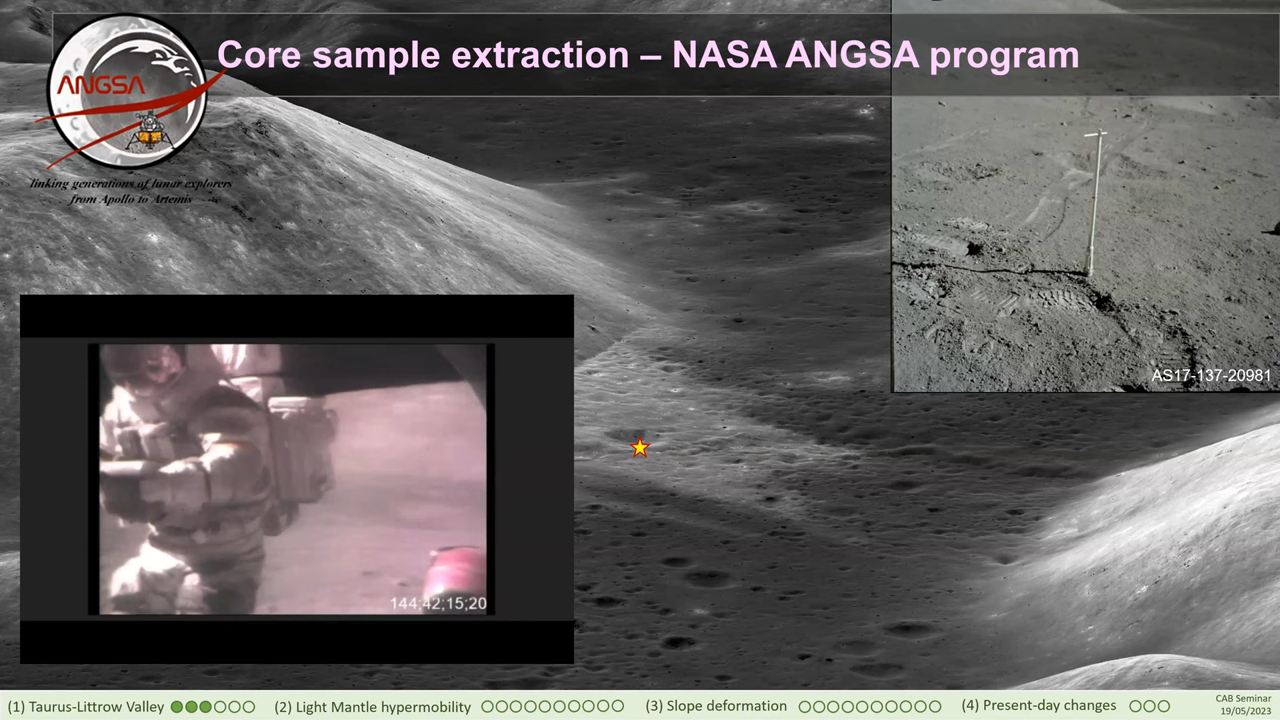 Core sample extraction – NASA ANGSA program
ANGSA
linking generations of lunar explorers
from Apollo to Artemis
AS17-137-20981
144;42;15;20
(1) Taurus-Littrow Valley
(2) Light Mantle hypermobility
(3) Slope deformation
(4) Present-day changes
CAB Seminar
19/05/2023